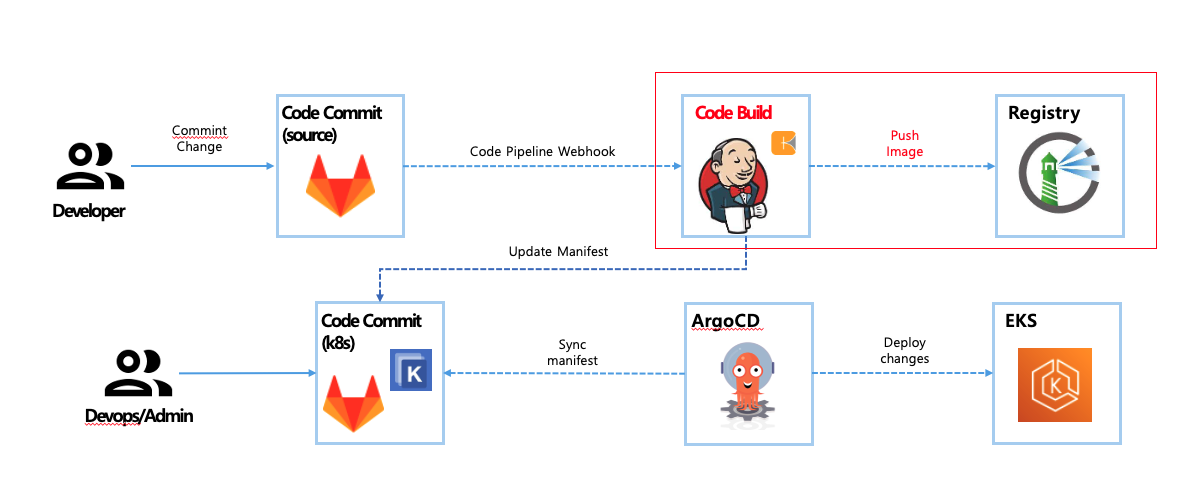 Code Commit
(source)
Commint
Change
Developer
Code Pipeline Webhook
Code Build
Push
Image
Registry
Update Manifest
Code Commit
(k8s)
K
Devops/Admin
Sync
manifest
ArgoCD
Deploy
changes
EKS
K